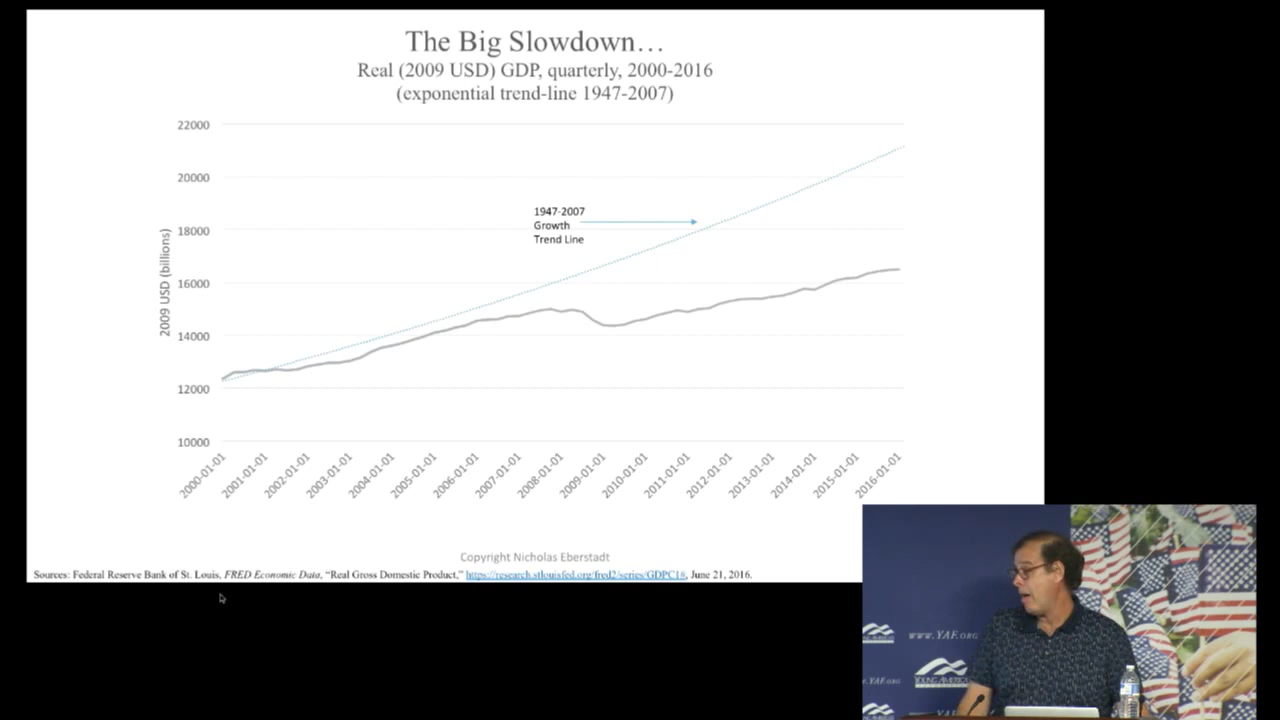 The Big Slowdown…
Real (2009 USD) GDP, quarterly, 2000-2016
(exponential trend-line 1947-2007)
22000
20000
18000
16000
14000
12000
10000
2009 USD (billions)
1947-2007
Growth
Trend Line
2000-01-01
2001-01-01
2002-01-01
2003-01-01
2004-01-01
2005-01-01
2006-01-01
2007-01-01
2008-01-01
2009-01-01
2010-01-01
2011-01-01
2012-01-01
2013-01-01
2014-01-01
2015-01-01
2016-01-01
Copyright Nicholas Eberstadt
Sources: Federal Reserve Bank of St. Louis, FRED Economic Data, “Real Gross Domestic Product,” https://research.stlouisfed.org/fred2/series/GDPC1#, June 21, 2016.
WWW.YAF.ORG
YOUNG AMERICA